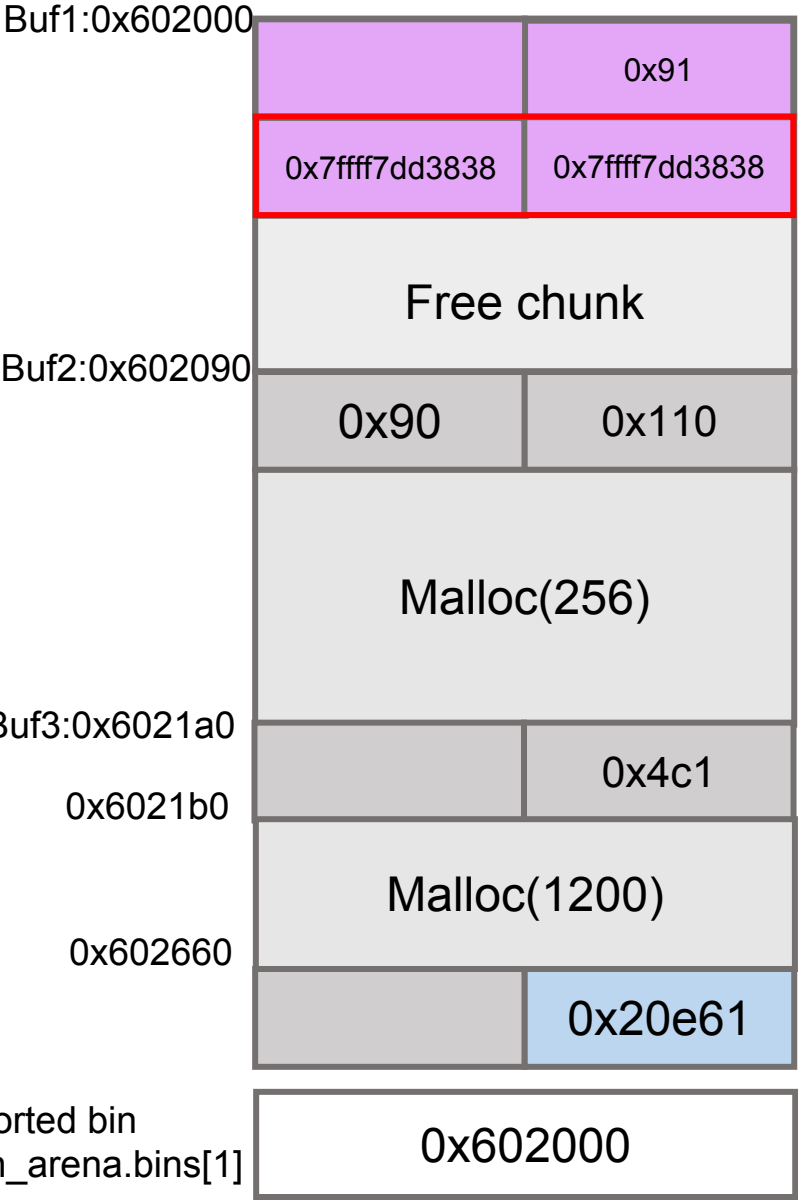 Buf1:0x602000
0x91
0x7ffff7dd3838 0x7ffff7dd3838
Free chunk
Buf2:0x602090
0x90 0x110
Malloc(256)
Buf3:0x6021a0
0x4c1
0x6021b0
Malloc(1200)
0x602660
0x20e61
orted bin
0x602000
_arena.bins[1]